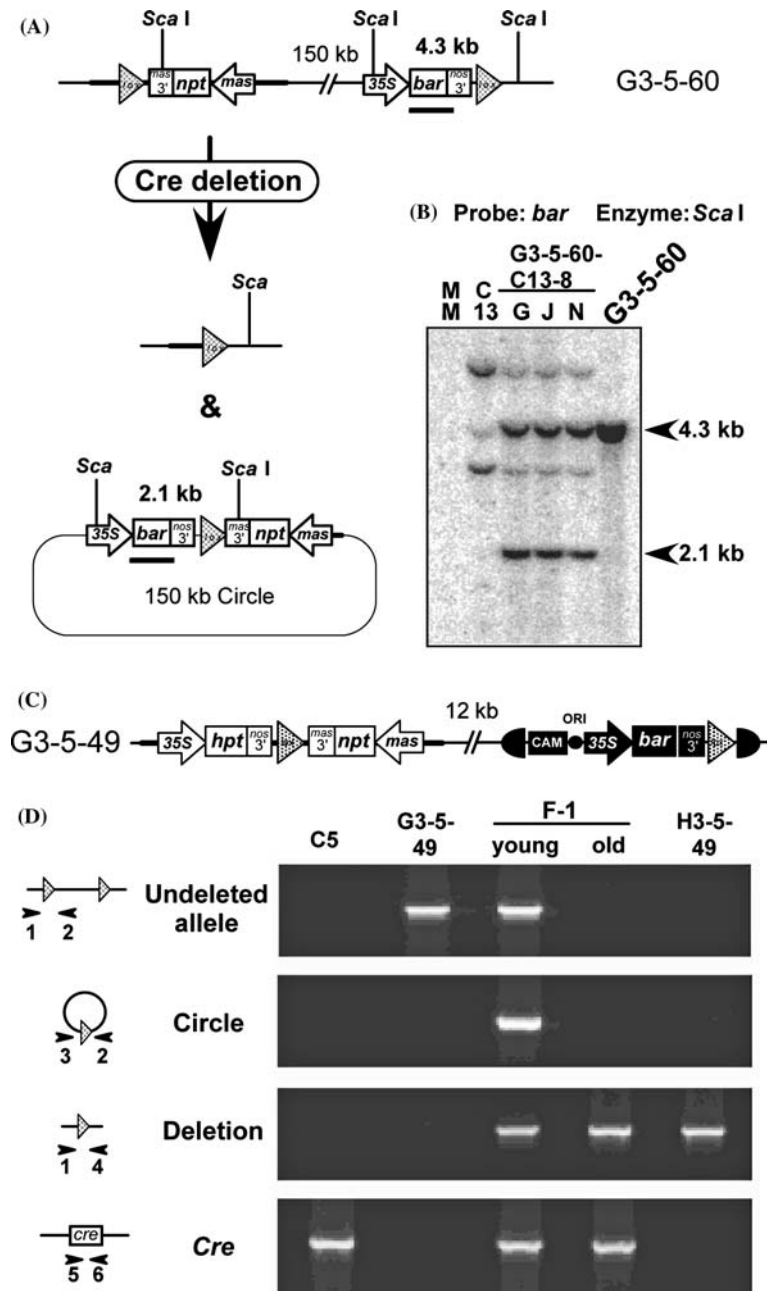 (A)
Sca I
Sca I
Sca I
150 kb
4.3 kb
lox
mas 3'
npt
mas
35S
bar
nos 3'
lox
G3-5-60
Cre deletion
Sca
lox
&
Sca
Sca I
2.1 kb
35S
bar
nos 3'
lox
mas 3'
npt
mas
150 kb Circle
(B) Probe: bar Enzyme: Sca I
G3-5-60-
C13-8
M C
M 13 G J N G3-5-60
4.3 kb
2.1 kb
(C)
G3-5-49
35S
hpt
nos 3'
lox
mas 3'
npt
mas
12 kb
CAM
ORI
35S
bar
nos 3'
(D)
C5
G3-5-
49
F-1
young old
H3-5-
49
1 2
Undeleted
allele
3 2
Circle
1 4
Deletion
cre
5 6
Cre